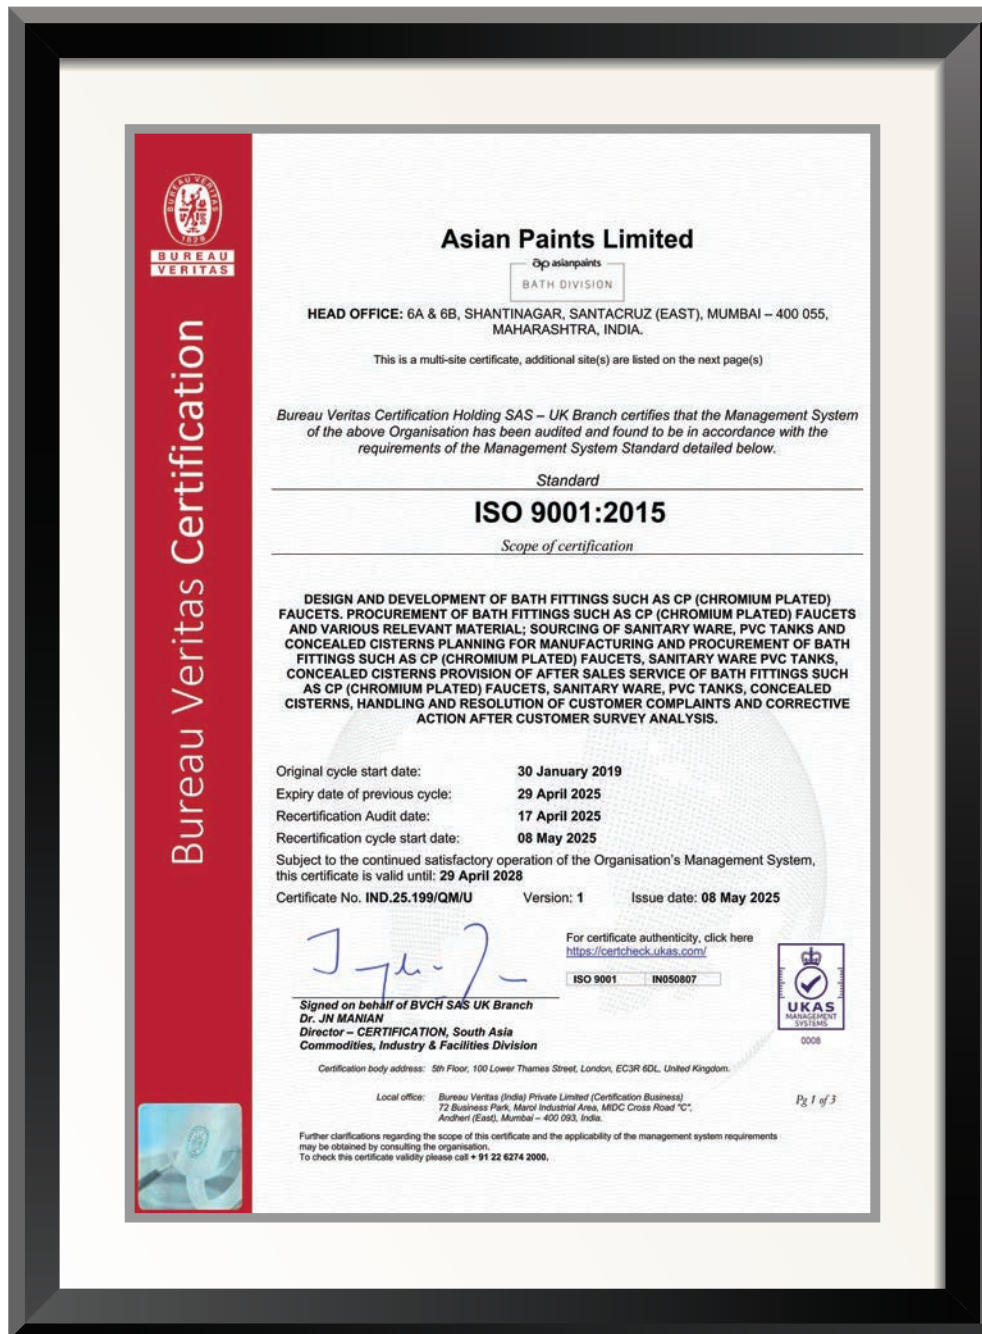 BUREAU VERITAS
1828
BUREAU
VERITAS
Bureau Veritas Certification
Asian Paints Limited
ap asianpaints
BATH DIVISION
HEAD OFFICE: 6A & 6B, SHANTINAGAR, SANTACRUZ (EAST), MUMBAI – 400 055,
MAHARASHTRA, INDIA.
This is a multi-site certificate, additional site(s) are listed on the next page(s)
Bureau Veritas Certification Holding SAS – UK Branch certifies that the Management System
of the above Organisation has been audited and found to be in accordance with the
requirements of the Management System Standard detailed below.
Standard
ISO 9001:2015
Scope of certification
DESIGN AND DEVELOPMENT OF BATH FITTINGS SUCH AS CP (CHROMIUM PLATED)
FAUCETS. PROCUREMENT OF BATH FITTINGS SUCH AS CP (CHROMIUM PLATED) FAUCETS
AND VARIOUS RELEVANT MATERIAL; SOURCING OF SANITARY WARE, PVC TANKS AND
CONCEALED CISTERNS PLANNING FOR MANUFACTURING AND PROCUREMENT OF BATH
FITTINGS SUCH AS CP (CHROMIUM PLATED) FAUCETS, SANITARY WARE PVC TANKS,
CONCEALED CISTERNS PROVISION OF AFTER SALES SERVICE OF BATH FITTINGS SUCH
AS CP (CHROMIUM PLATED) FAUCETS, SANITARY WARE, PVC TANKS, CONCEALED
CISTERNS, HANDLING AND RESOLUTION OF CUSTOMER COMPLAINTS AND CORRECTIVE
ACTION AFTER CUSTOMER SURVEY ANALYSIS.
Original cycle start date: 30 January 2019
Expiry date of previous cycle: 29 April 2025
Recertification Audit date: 17 April 2025
Recertification cycle start date: 08 May 2025
Subject to the continued satisfactory operation of the Organisation's Management System,
this certificate is valid until: 29 April 2028
Certificate No. IND.25.199/QM/U Version: 1 Issue date: 08 May 2025
For certificate authenticity, click here
https://certcheck.ukas.com/
ISO 9001 IN050807
Signed on behalf of BVCH SAS UK Branch
Dr. JN MANIAN
Director – CERTIFICATION, South Asia
Commodities, Industry & Facilities Division
UKAS
MANAGEMENT
SYSTEMS
0008
Certification body address: 5th Floor, 100 Lower Thames Street, London, EC3R 6DL, United Kingdom.
Local office: Bureau Veritas (India) Private Limited (Certification Business)
72 Business Park, Marol Industrial Area, MIDC Cross Road "C",
Andheri (East), Mumbai – 400 093, India.
Pg 1 of 3
Further clarifications regarding the scope of this certificate and the applicability of the management system requirements
may be obtained by consulting the organisation.
To check this certificate validity please call + 91 22 6274 2000.